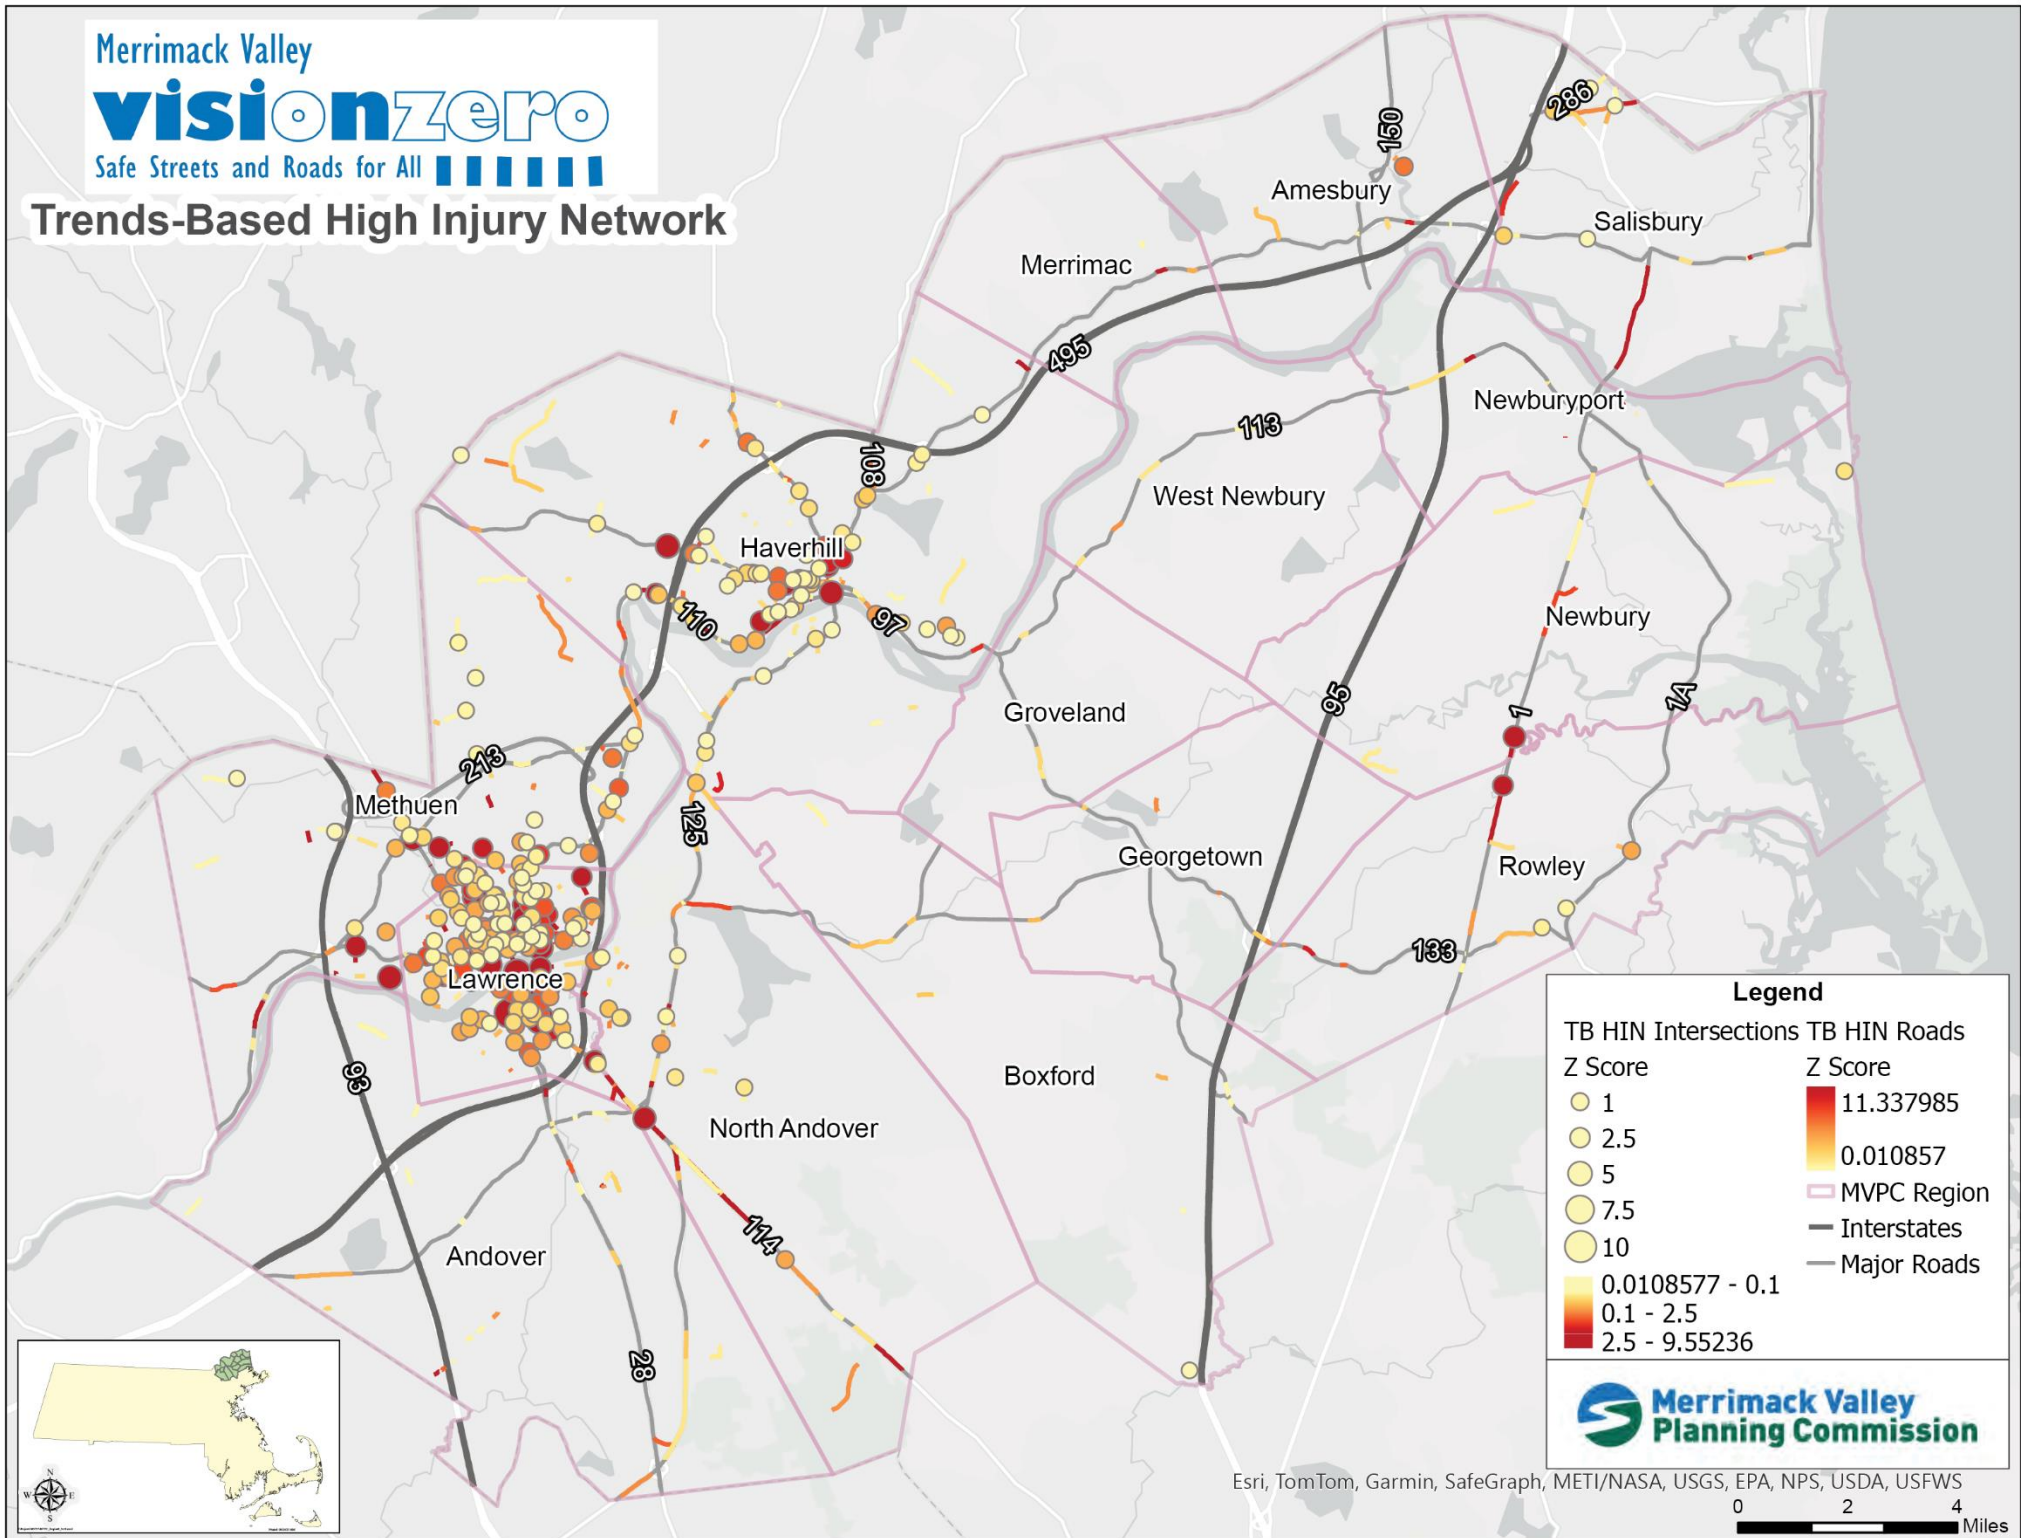 Merrimack Valley
visionzero
Safe Streets and Roads for All
Trends-Based High Injury Network
286
150
Amesbury
Salisbury
Merrimac
495
Newburyport
113
108
West Newbury
Haverhill
110
97
Newbury
95
1A
1
Groveland
213
Methuen
125
Georgetown
Rowley
133
Lawrence
93
Boxford
North Andover
114
Andover
28
Legend
TB HIN Intersections TB HIN Roads
Z Score Z Score
1 11.337985
2.5
5 0.010857
7.5 MVPC Region
10 Interstates
0.0108577 - 0.1 Major Roads
0.1 - 2.5
2.5 - 9.55236
Merrimack Valley
Planning Commission
Esri, TomTom, Garmin, SafeGraph, METI/NASA, USGS, EPA, NPS, USDA, USFWS
0 2 4
Miles
N
W E
S